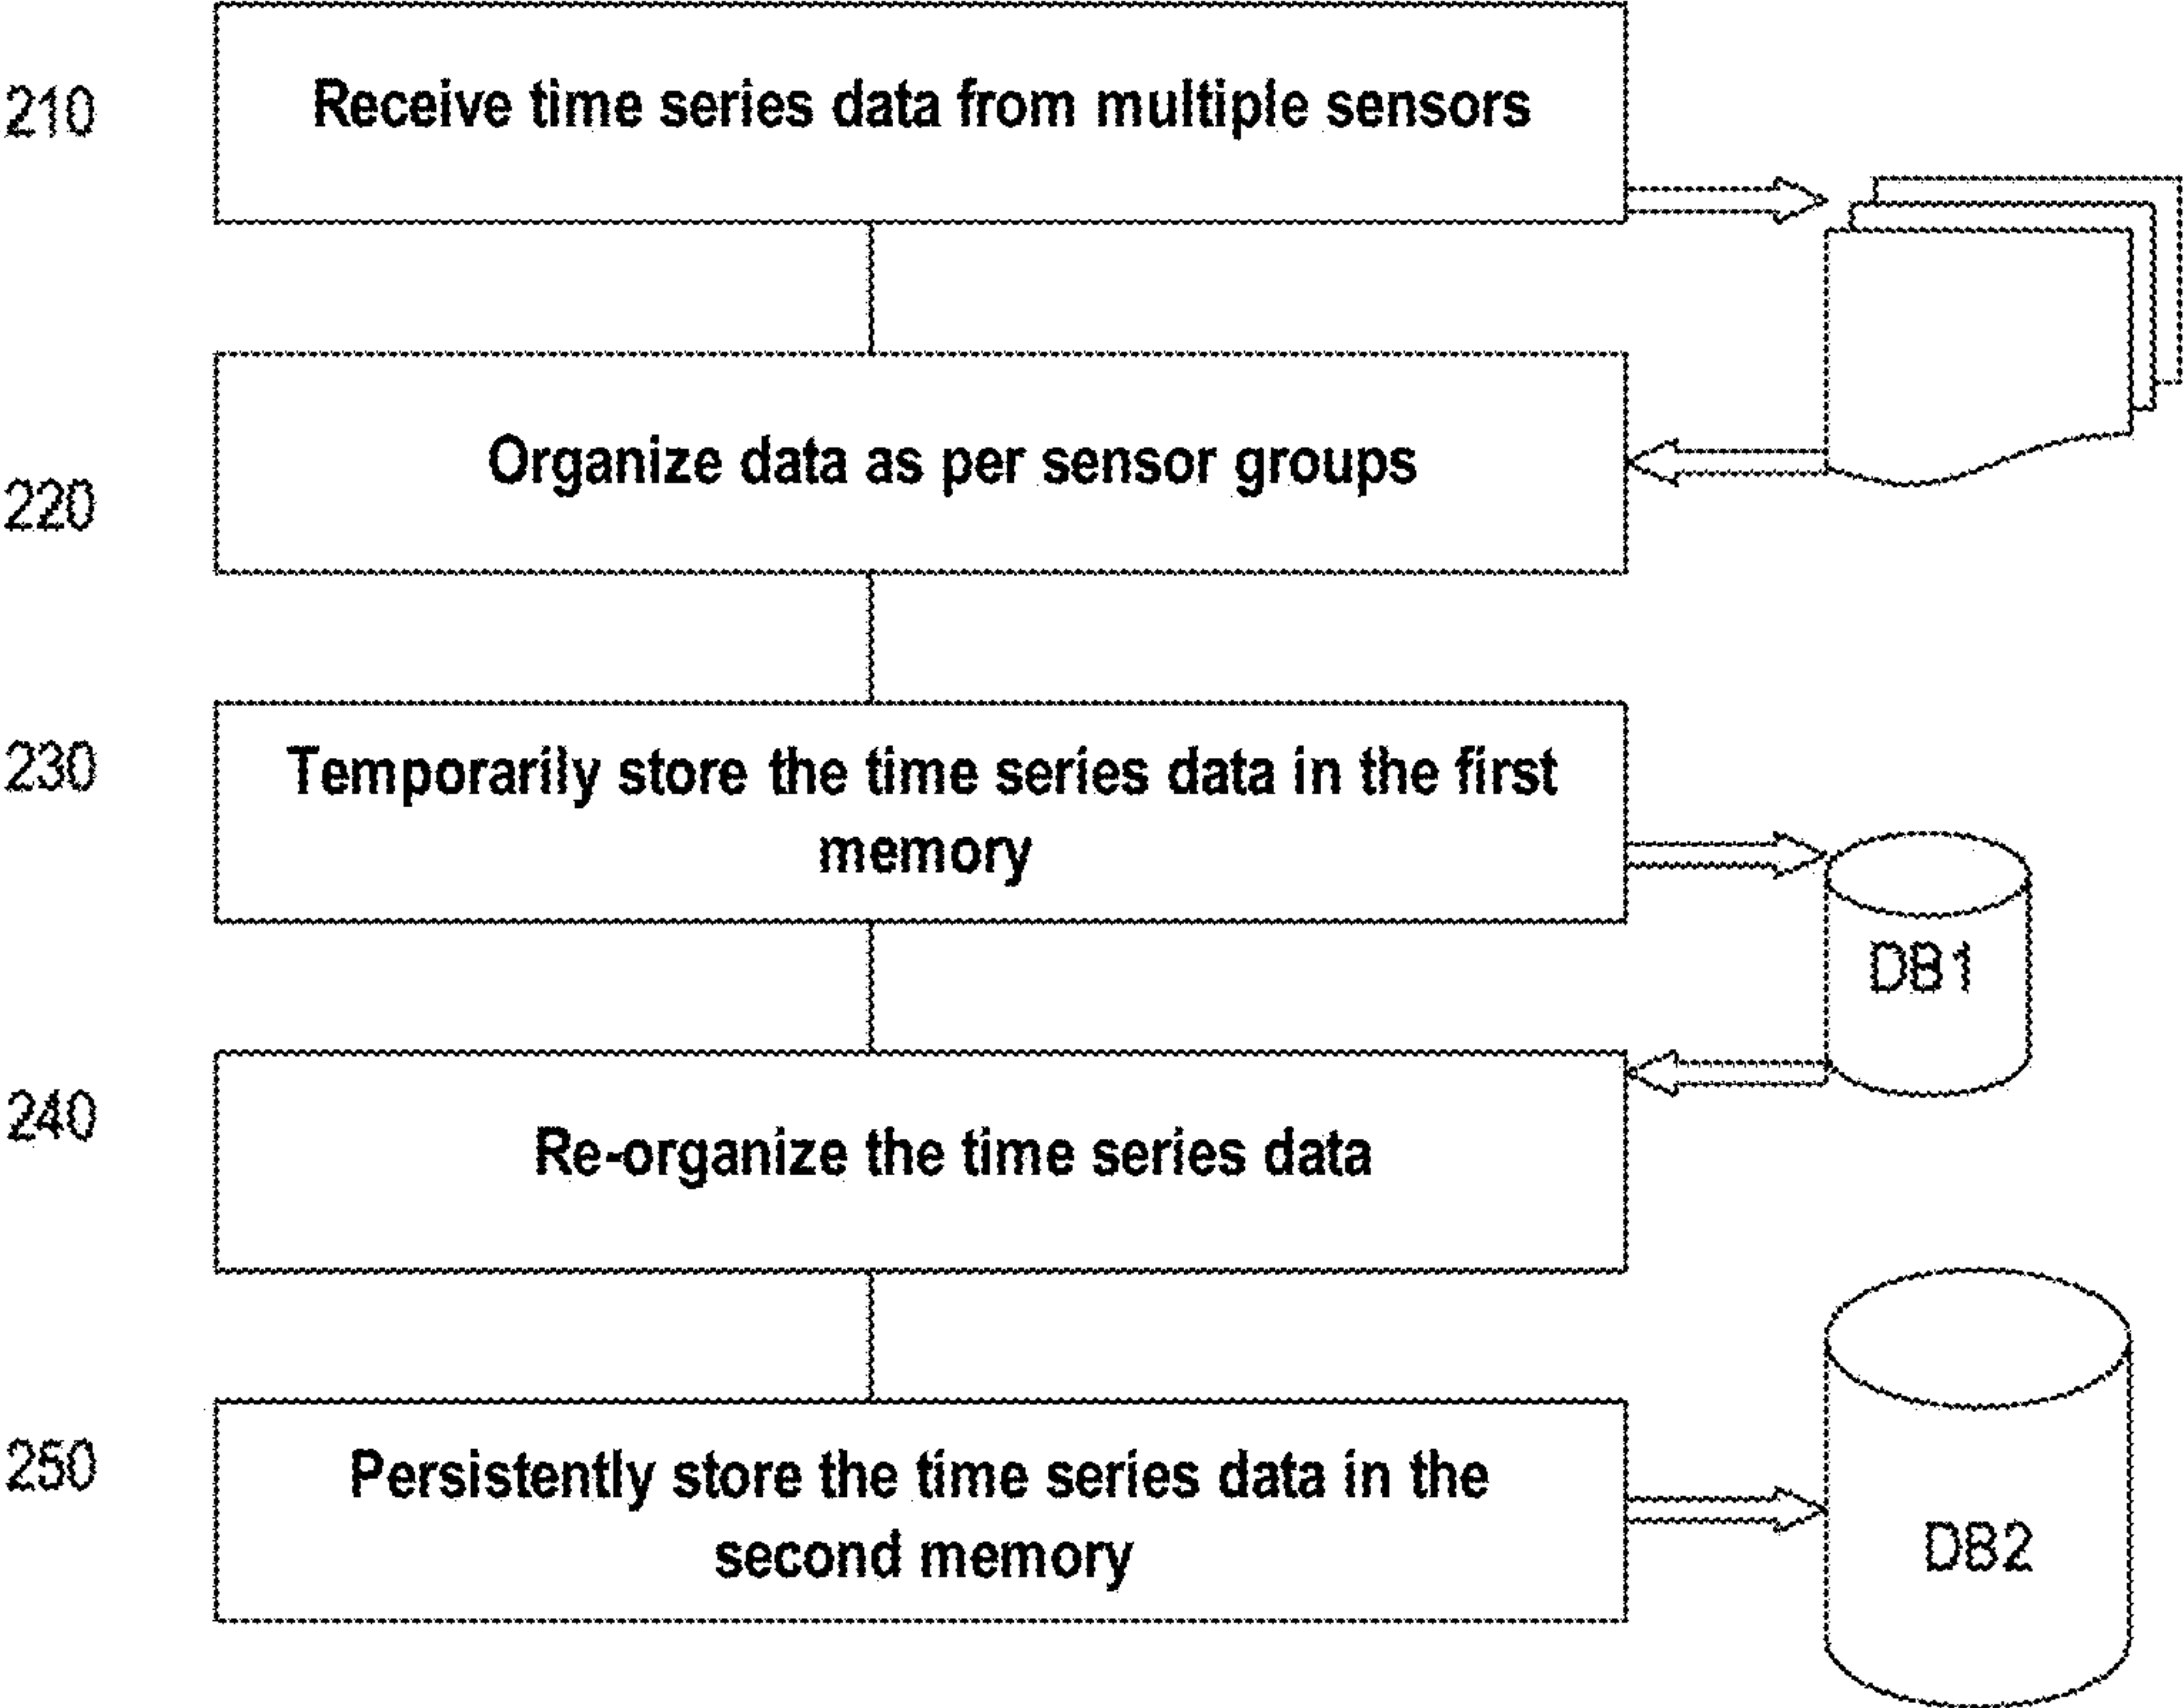 210
Receive time series data from multiple sensors
220
Organize data as per sensor groups
230
Temporarily store the time series data in the first
memory
DB1
240
Re-organize the time series data
250
Persistently store the time series data in the
second memory
DB2